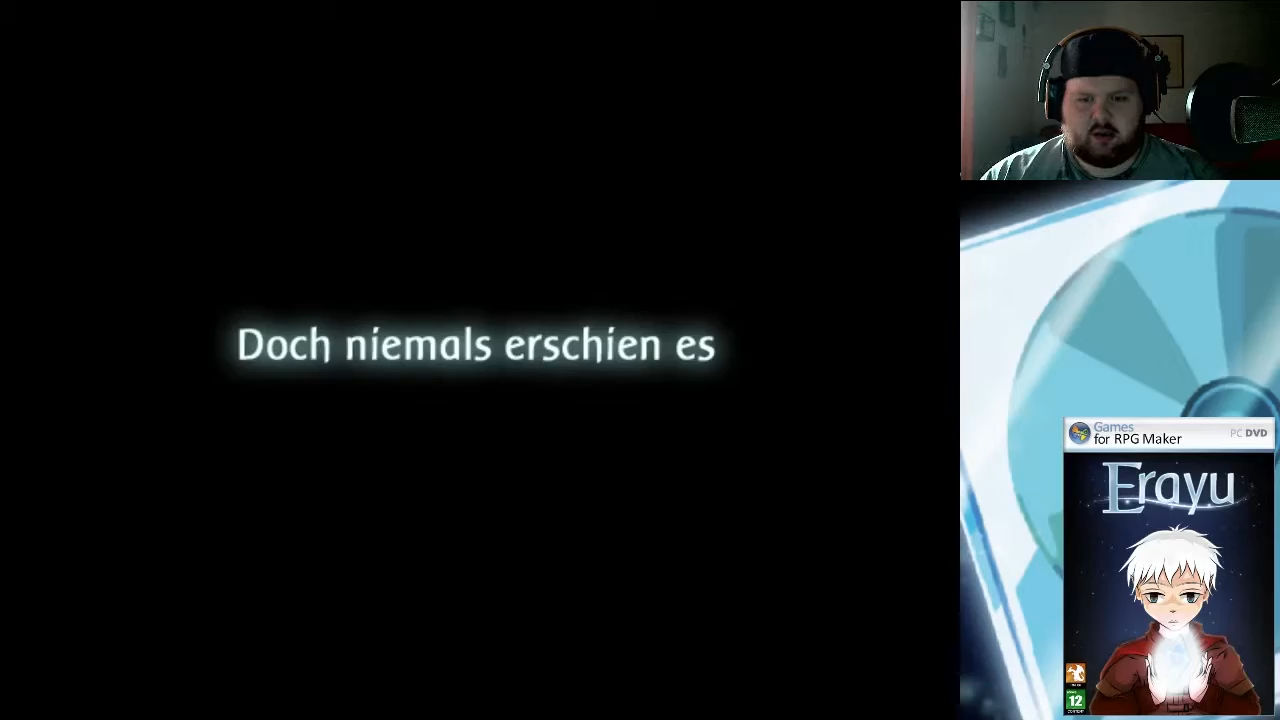 Doch niemals erschien es
Games
for RPG Maker
PC DVD
Erayu
12